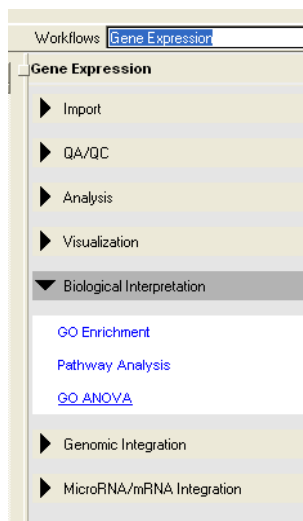 Workflows Gene Expression
Gene Expression
Import
QA/QC
Analysis
Visualization
Biological Interpretation
GO Enrichment
Pathway Analysis
GO ANOVA
Genomic Integration
MicroRNA/mRNA Integration